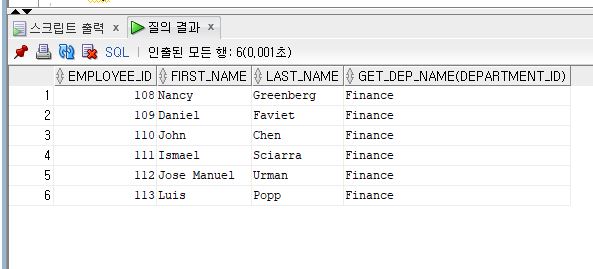 스크립트 출력 x 질의 결과 x
SQL | 인출된 모든 행: 6(0,001초)
EMPLOYEE_ID FIRST_NAME LAST_NAME GET_DEP_NAME(DEPARTMENT_ID)
1 108 Nancy Greenberg Finance
2 109 Daniel Faviet Finance
3 110 John Chen Finance
4 111 Ismael Sciarra Finance
5 112 Jose Manuel Urman Finance
6 113 Luis Popp Finance